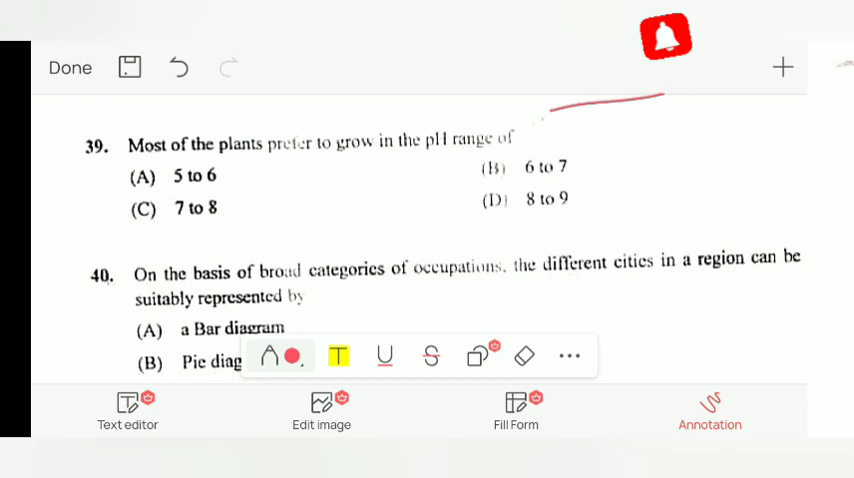 Done
39. Most of the plants prefer to grow in the pH range of
(A) 5 to 6
(B) 6 to 7
(C) 7 to 8
(D) 8 to 9
40. On the basis of broad categories of occupations, the different cities in a region can be
suitably represented by
(A) a Bar diagram
(B) Pie diag
A T U S
Text editor
Edit image
Fill Form
Annotation